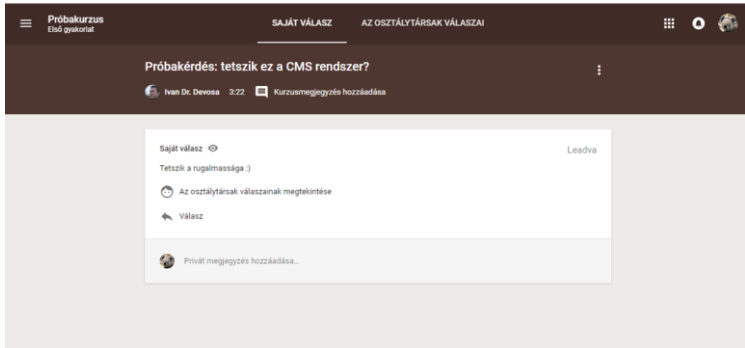 Próbakurzus
Első gyakorlat
SAJÁT VÁLASZ
AZ OSZTÁLYTÁRSAK VÁLASZAI
Próbakérdés: tetszik ez a CMS rendszer?
Ivan Dr. Devosa 3:22 Kurzusmegjegyzés hozzáadása
Saját válasz
Leadva
Tetszik a rugalmassága :)
Az osztálytársak válaszainak megtekintése
Válasz
Privát megjegyzés hozzáadása...